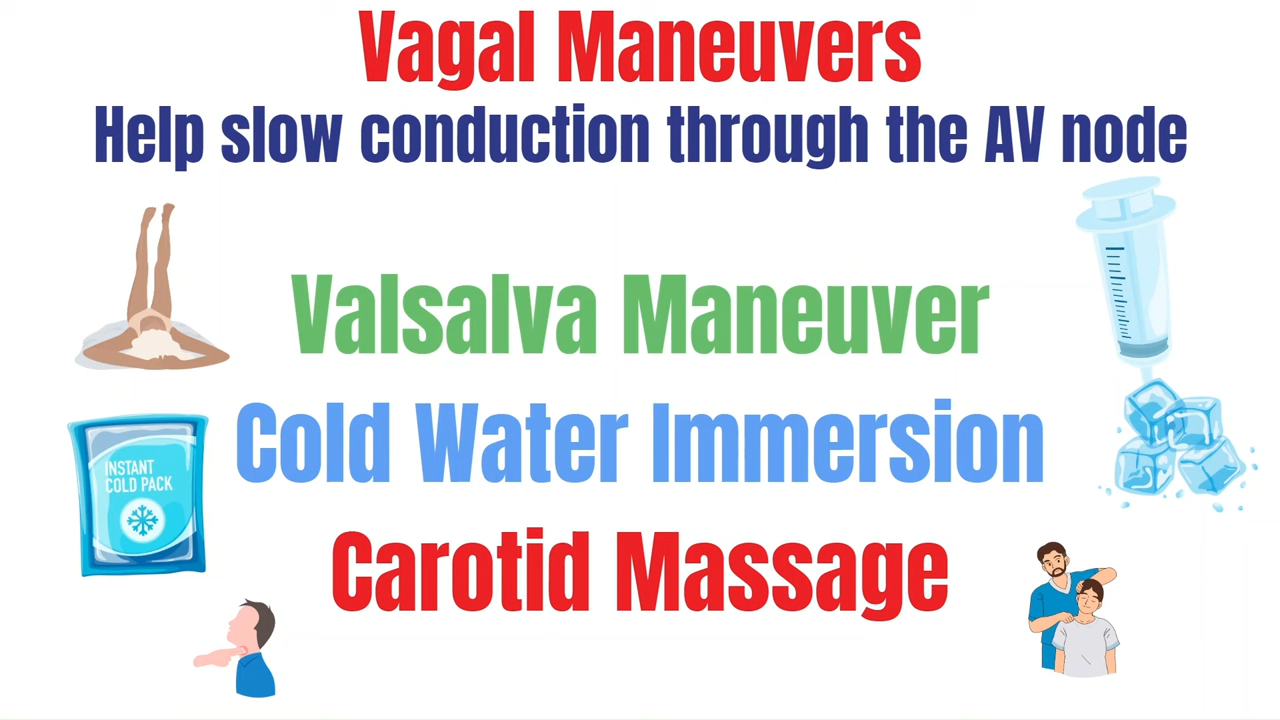 Vagal Maneuvers
Help slow conduction through the AV node
Valsalva Maneuver
Cold Water Immersion
INSTANT
COLD PACK
Carotid Massage